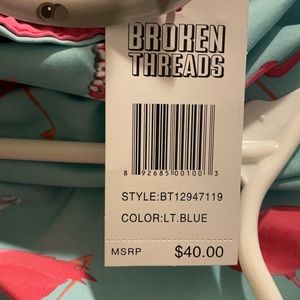 BROKEN
THREADS
8 92685 00100 3
STYLE:BT12947119
COLOR:LT.BLUE
MSRP $40.00